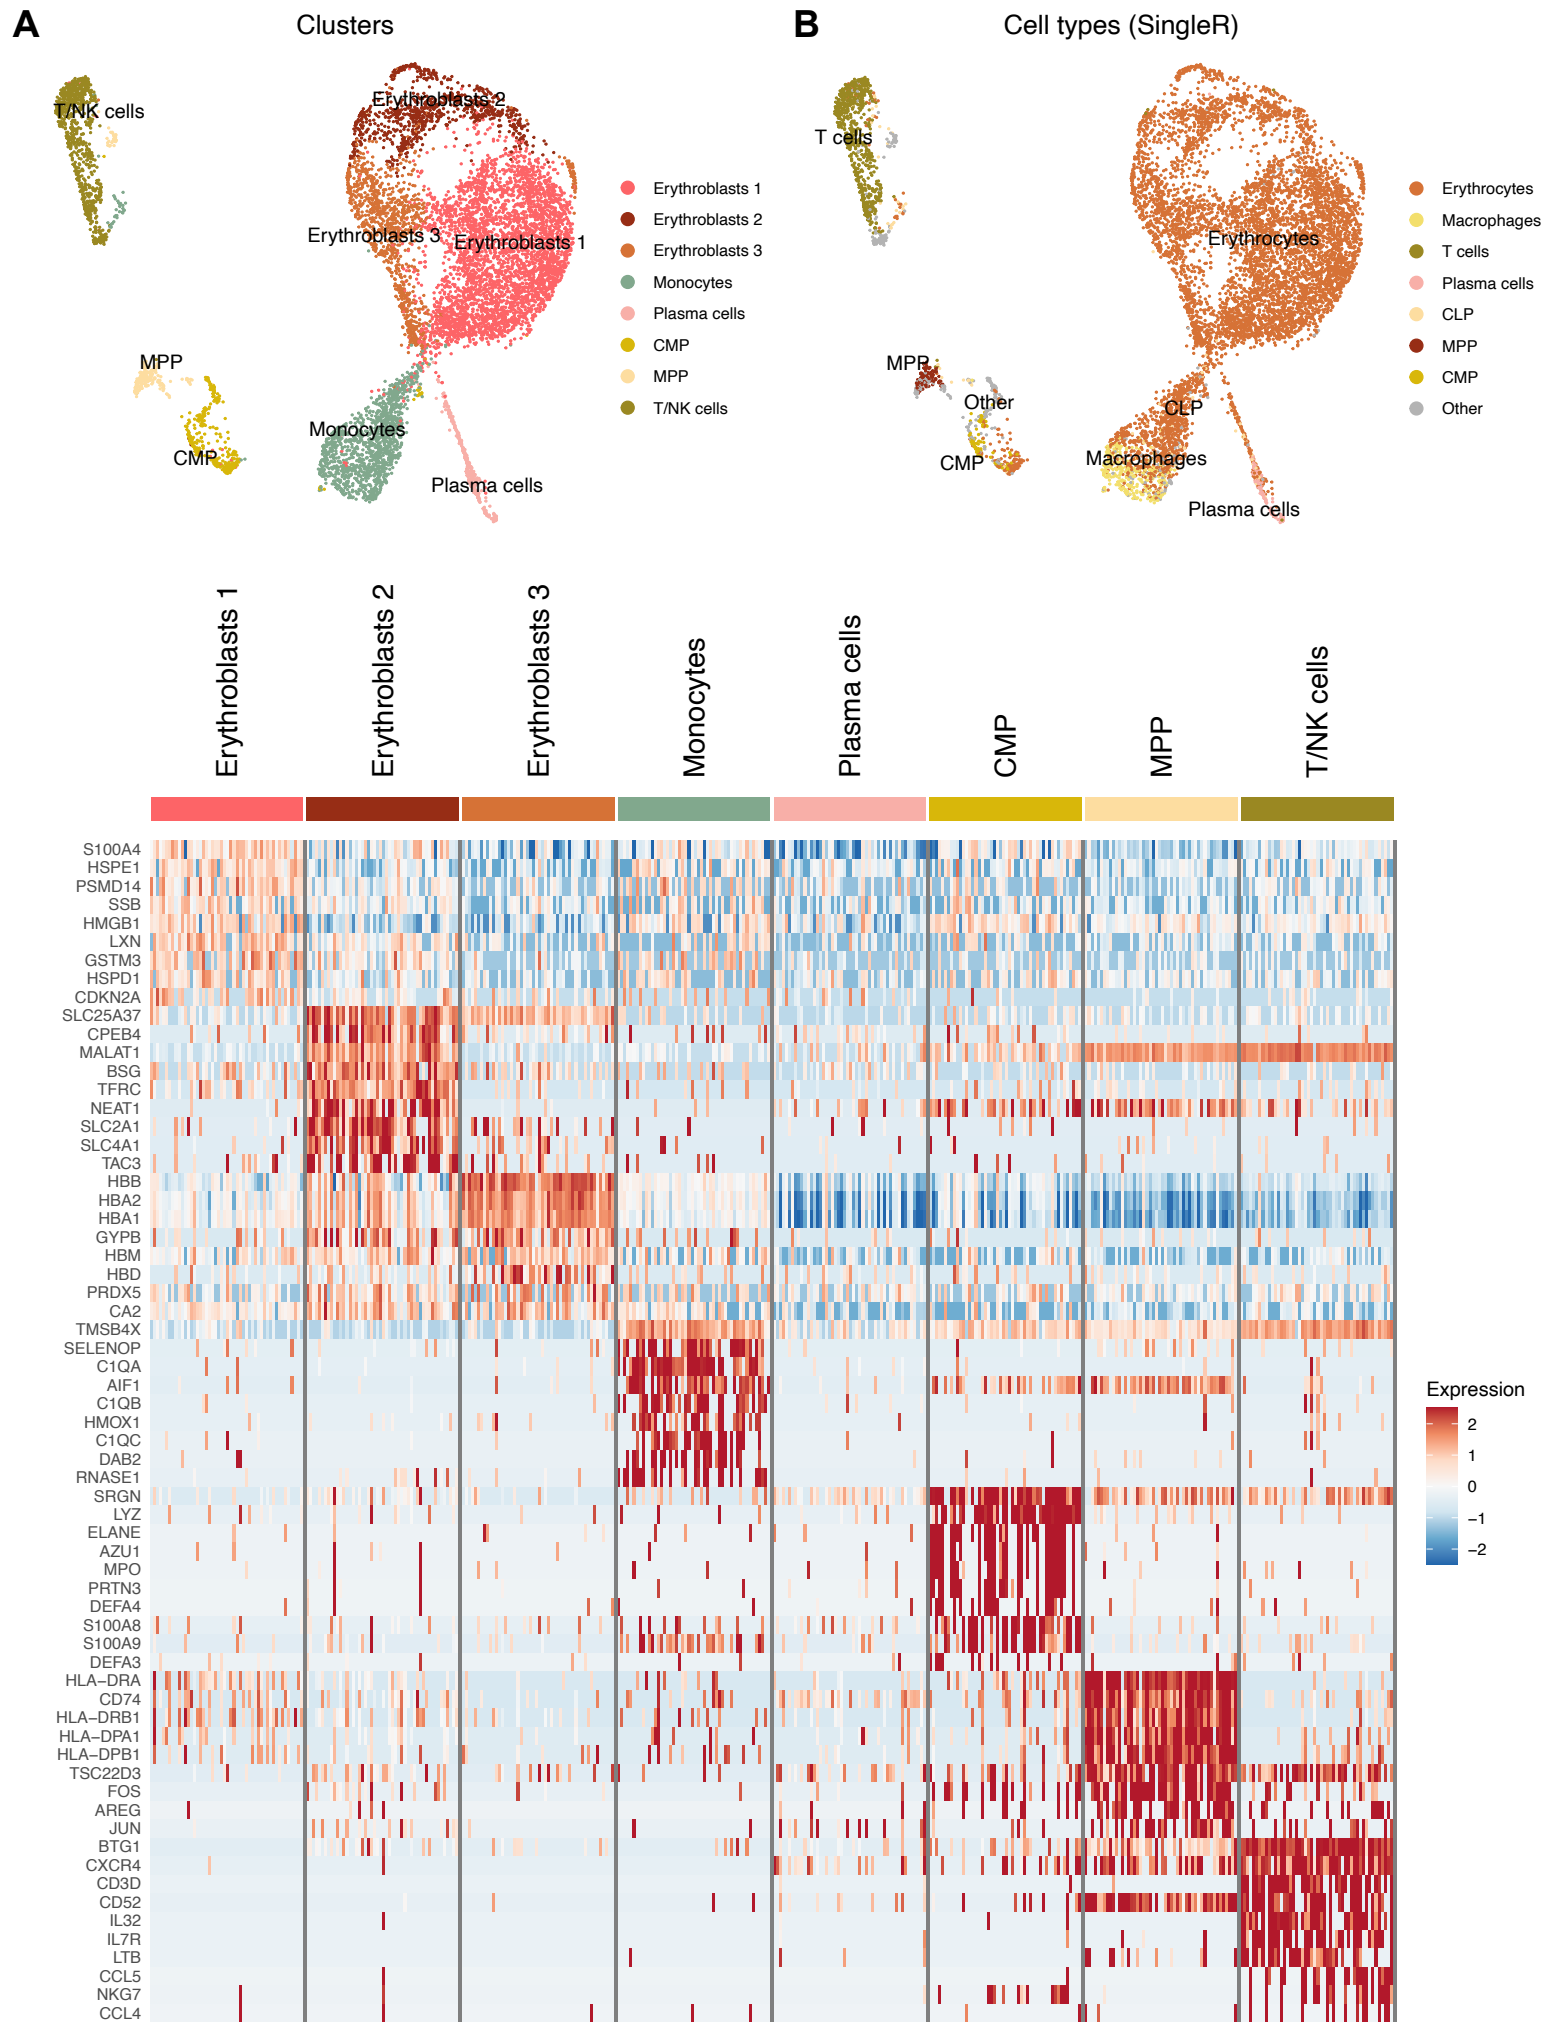 A
Clusters
T/NK cells
Erythroblasts 2
Erythroblasts 3
Erythroblasts 1
MPP
Monocytes
CMP
Plasma cells
Erythroblasts 1
Erythroblasts 2
Erythroblasts 3
Monocytes
Plasma cells
CMP
MPP
T/NK cells
B
Cell types (SingleR)
T cells
Erythrocytes
MPP
Other
CLP
CMP
Macrophages
Plasma cells
Erythrocytes
Macrophages
T cells
Plasma cells
CLP
MPP
CMP
Other
Erythroblasts 1
Erythroblasts 2
Erythroblasts 3
Monocytes
Plasma cells
CMP
MPP
T/NK cells
S100A4
HSPE1
PSMD14
SSB
HMGB1
LXN
GSTM3
HSPD1
CDKN2A
SLC25A37
CPEB4
MALAT1
BSG
TFRC
NEAT1
SLC2A1
SLC4A1
TAC3
HBB
HBA2
HBA1
GYPB
HBM
HBD
PRDX5
CA2
TMSB4X
SELENOP
C1QA
AIF1
C1QB
HMOX1
C1QC
DAB2
RNASE1
SRGN
LYZ
ELANE
AZU1
MPO
PRTN3
DEFA4
S100A8
S100A9
DEFA3
HLA−DRA
CD74
HLA−DRB1
HLA−DPA1
HLA−DPB1
TSC22D3
FOS
AREG
JUN
BTG1
CXCR4
CD3D
CD52
IL32
IL7R
LTB
CCL5
NKG7
CCL4
Expression
2
1
0
−1
−2